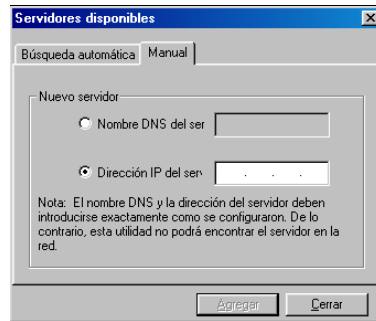 Servidores disponibles
Búsqueda automática Manual
Nuevo servidor
Nombre DNS del ser
Dirección IP del serv
. . .
Nota: El nombre DNS y la dirección del servidor deben
introducirse exactamente como se configuraron. De lo
contrario, esta utilidad no podrá encontrar el servidor en la
red.
Agregar Cerrar